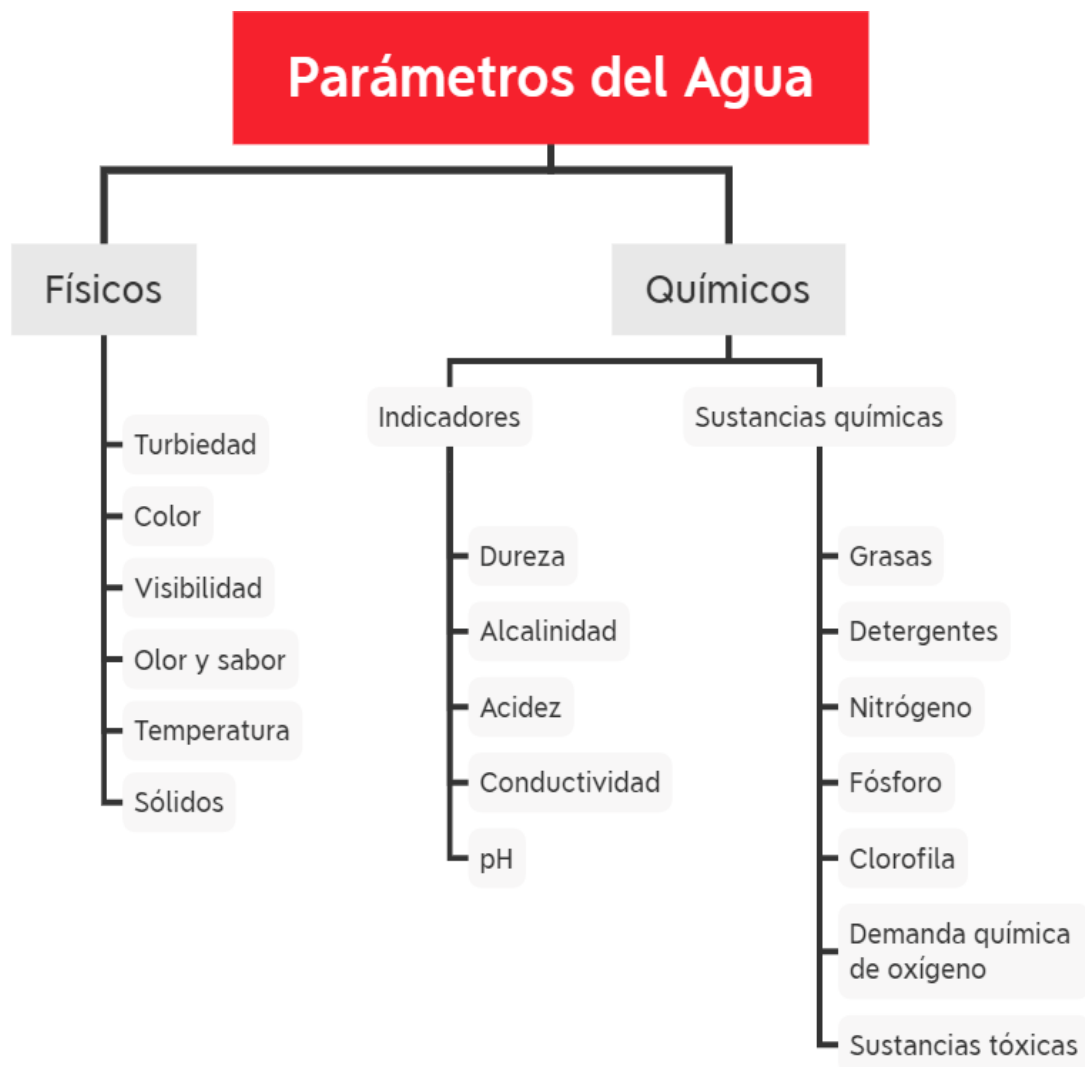 Parámetros del Agua
Físicos
Turbiedad
Color
Visibilidad
Olor y sabor
Temperatura
Sólidos
Químicos
Indicadores
Dureza
Alcalinidad
Acidez
Conductividad
pH
Sustancias químicas
Grasas
Detergentes
Nitrógeno
Fósforo
Clorofila
Demanda química
de oxígeno
Sustancias tóxicas